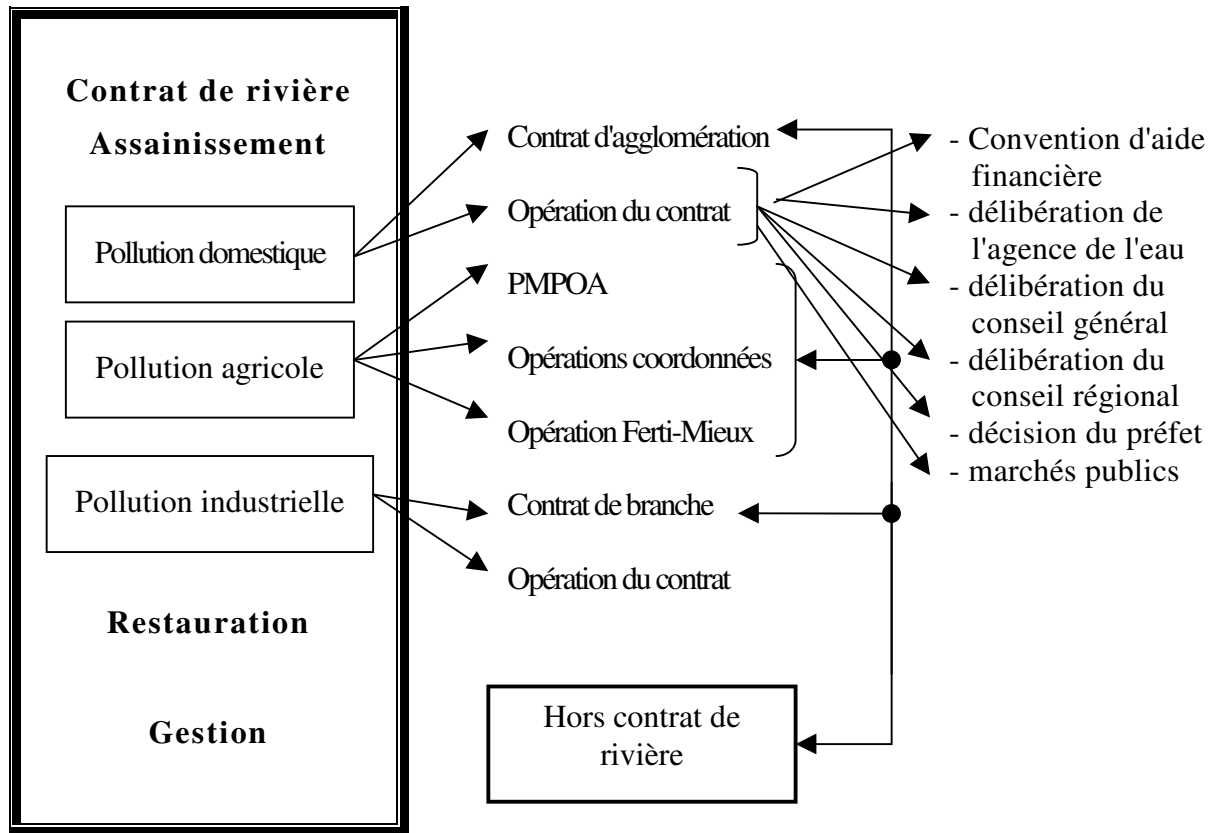 Contrat de rivière
Assainissement
Pollution domestique
Pollution agricole
Pollution industrielle
Restauration
Gestion
Contrat d'agglomération
Opération du contrat
PMPOA
Opérations coordonnées
Opération Ferti-Mieux
Contrat de branche
Opération du contrat
Hors contrat de
rivière
- Convention d'aide
financière
- délibération de
l'agence de l'eau
- délibération du
conseil général
- délibération du
conseil régional
- décision du préfet
- marchés publics